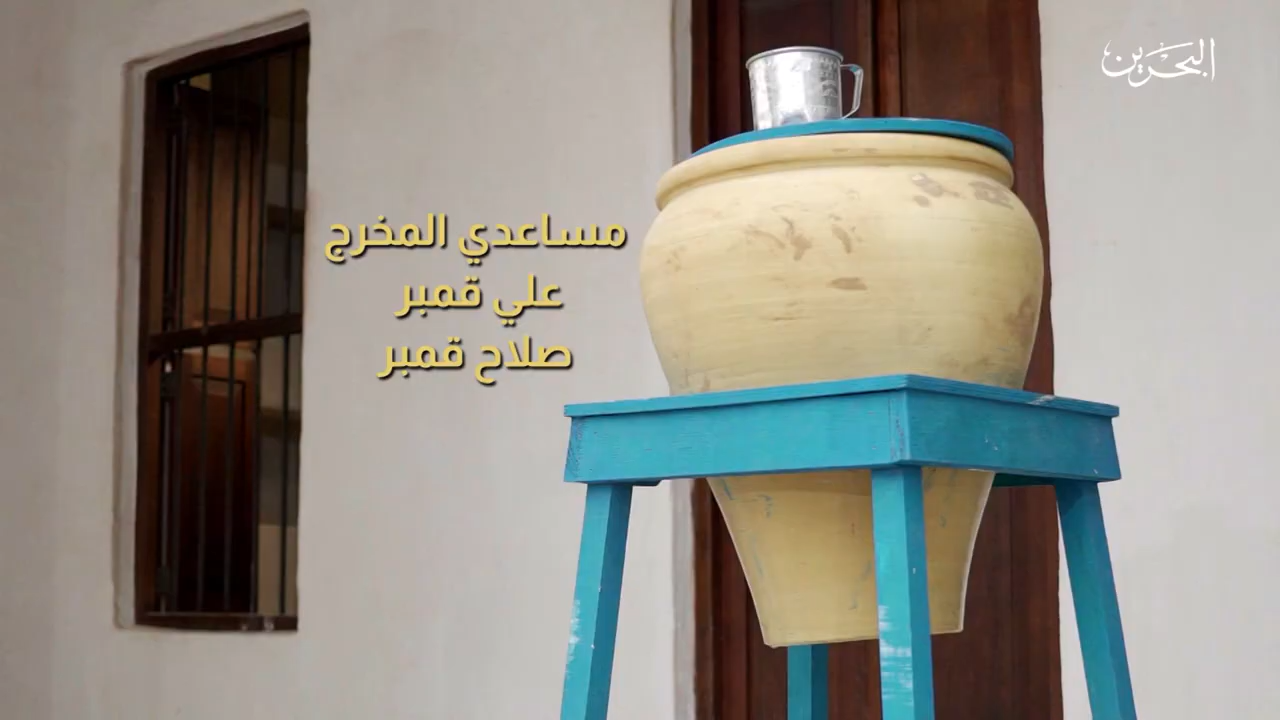 البحرين
مساعدي المخرج
علي قمبر
صلاح قمبر